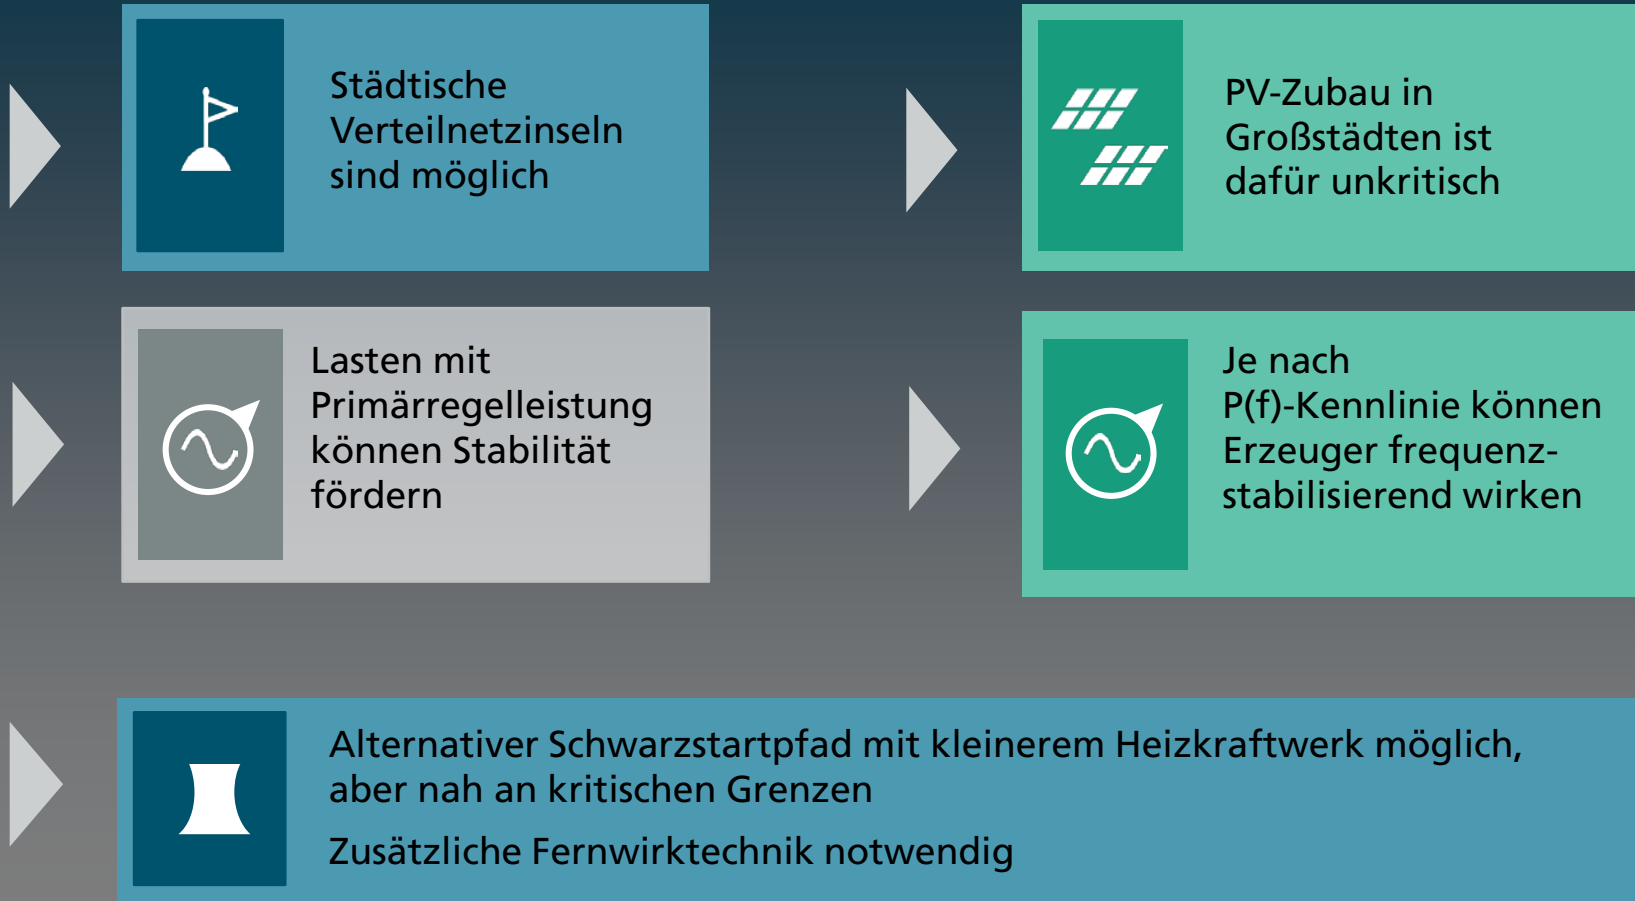 Städtische
Verteilnetzinseln
sind möglich
PV-Zubau in
Großstädten ist
dafür unkritisch
Lasten mit
Primärregelleistung
können Stabilität
fördern
Je nach
P(f)-Kennlinie können
Erzeuger frequenz-
stabilisierend wirken
Alternativer Schwarzstartpfad mit kleinerem Heizkraftwerk möglich,
aber nah an kritischen Grenzen
Zusätzliche Fernwirktechnik notwendig